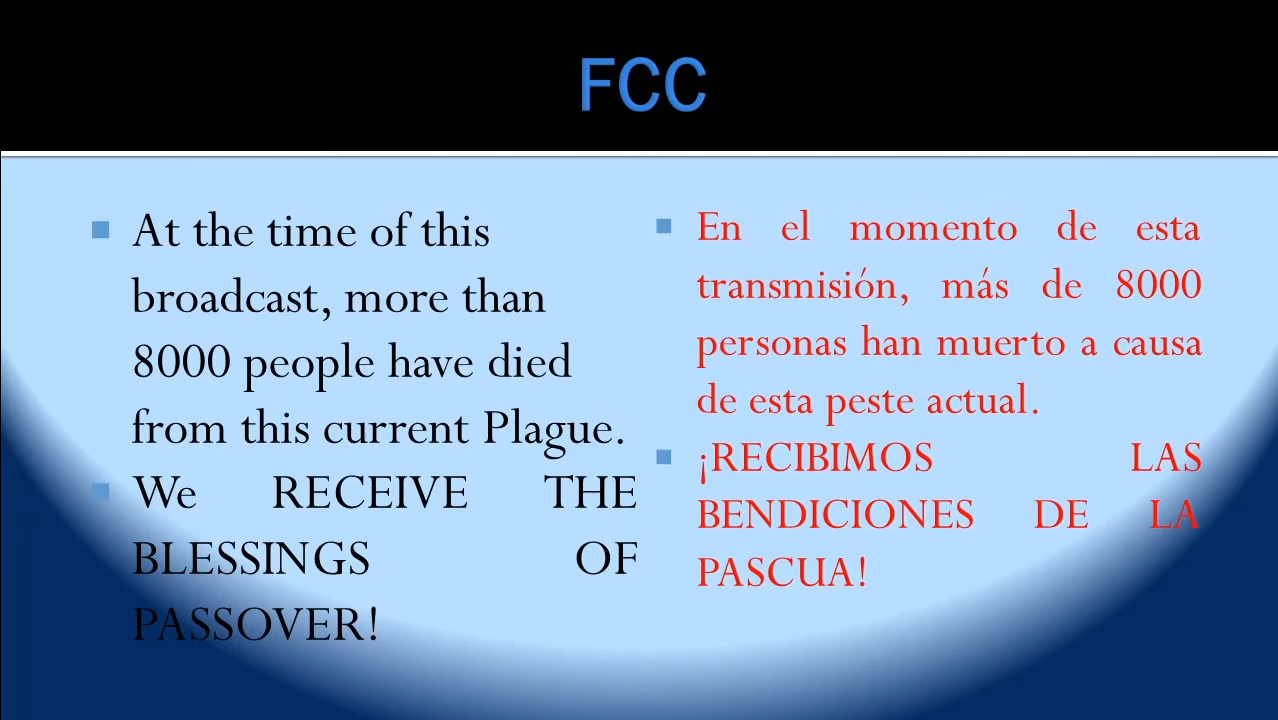 FCC
At the time of this
broadcast, more than
8000 people have died
from this current Plague.
We RECEIVE THE
BLESSINGS OF
PASSOVER!
En el momento de esta
transmisión, más de 8000
personas han muerto a causa
de esta peste actual.
¡RECIBIMOS LAS
BENDICIONES DE LA
PASCUA!